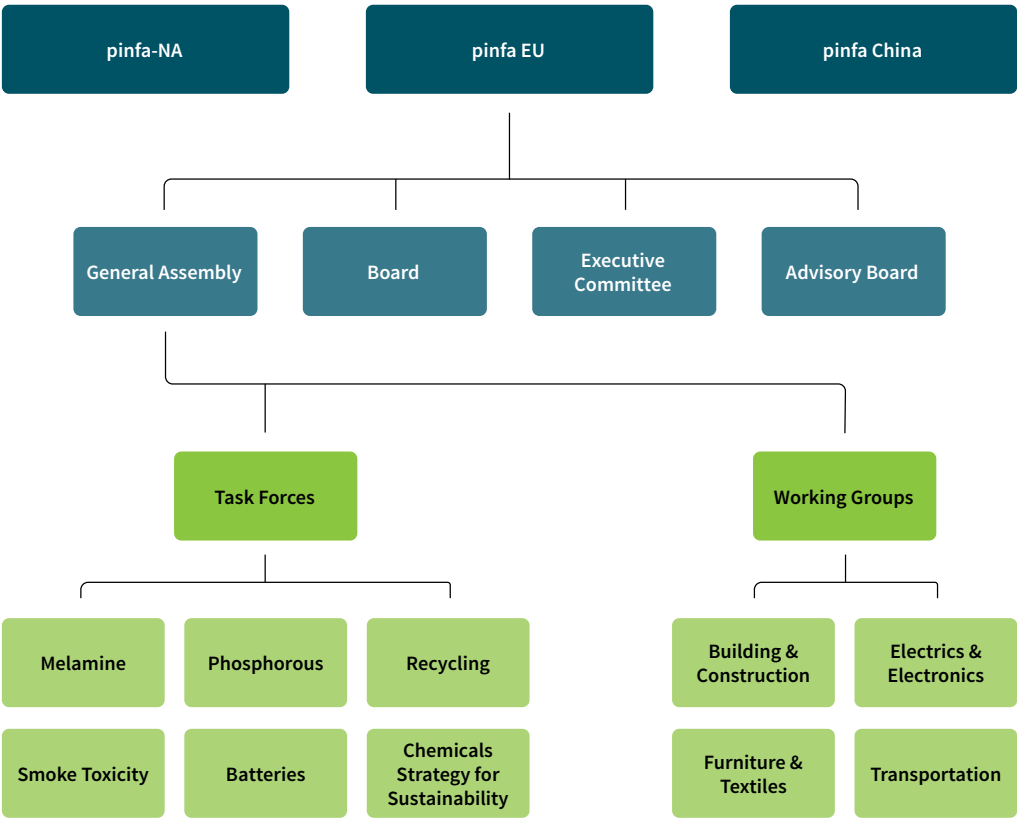 pinfa-NA
pinfa EU
pinfa China
General Assembly
Board
Executive
Committee
Advisory Board
Task Forces
Working Groups
Melamine
Phosphorous
Recycling
Building &
Construction
Electrics &
Electronics
Smoke Toxicity
Batteries
Chemicals
Strategy for
Sustainability
Furniture &
Textiles
Transportation